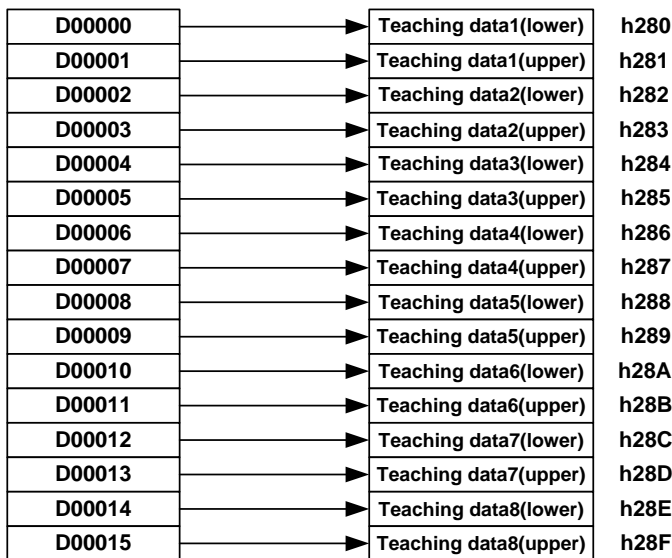 D00000 Teaching data1(lower) h280
D00001 Teaching data1(upper) h281
D00002 Teaching data2(lower) h282
D00003 Teaching data2(upper) h283
D00004 Teaching data3(lower) h284
D00005 Teaching data3(upper) h285
D00006 Teaching data4(lower) h286
D00007 Teaching data4(upper) h287
D00008 Teaching data5(lower) h288
D00009 Teaching data5(upper) h289
D00010 Teaching data6(lower) h28A
D00011 Teaching data6(upper) h28B
D00012 Teaching data7(lower) h28C
D00013 Teaching data7(upper) h28D
D00014 Teaching data8(lower) h28E
D00015 Teaching data8(upper) h28F